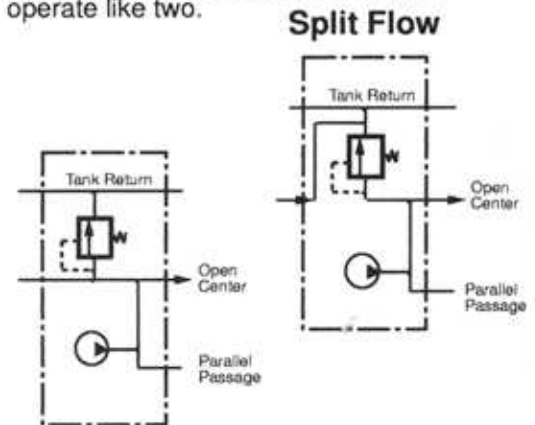 operate like two.
Split Flow
Tank Return
Open
Center
Parallel
Passage
Tank Return
Open
Center
Parallel
Passage